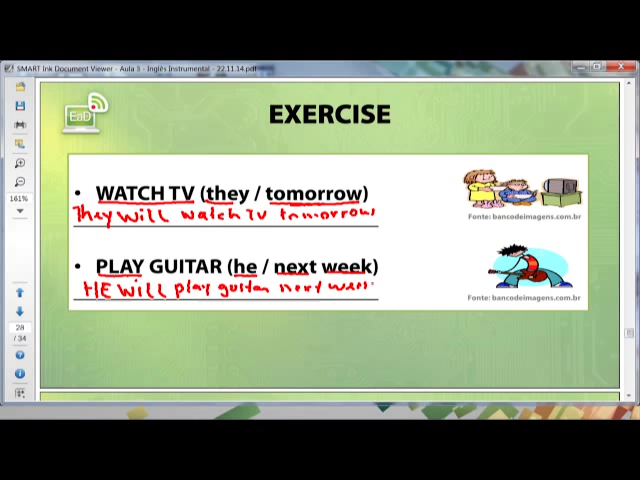 SMART Ink Document Viewer - Aula 3 - Inglês Instrumental - 22.11.14.pdf
EaD
EXERCISE
• WATCH TV (they / tomorrow)
They will watch TV tomorrow
Fonte: bancodeimagens.com.br
• PLAY GUITAR (he / next week)
HE will play guitar next week
Fonte: bancodeimagens.com.br
161%
28
/ 34